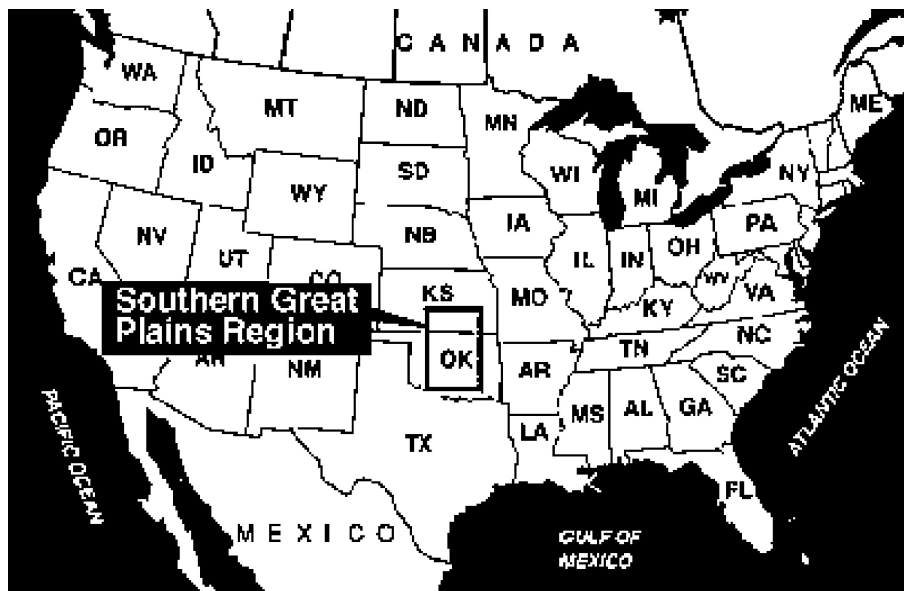 CANADA
WA
MT
ND
MN
ME
OR
ID
SD
WI
NY
WY
MI
IA
PA
NV
NB
OH
UT
IL
IN
CA
CO
KS
MO
WV
VA
KY
Southern Great
Plains Region
NC
TN
OK
AR
NM
SC
MS
AL
GA
LA
TX
PACIFIC OCEAN
ATLANTIC OCEAN
FL
MEXICO
GULF OF
MEXICO